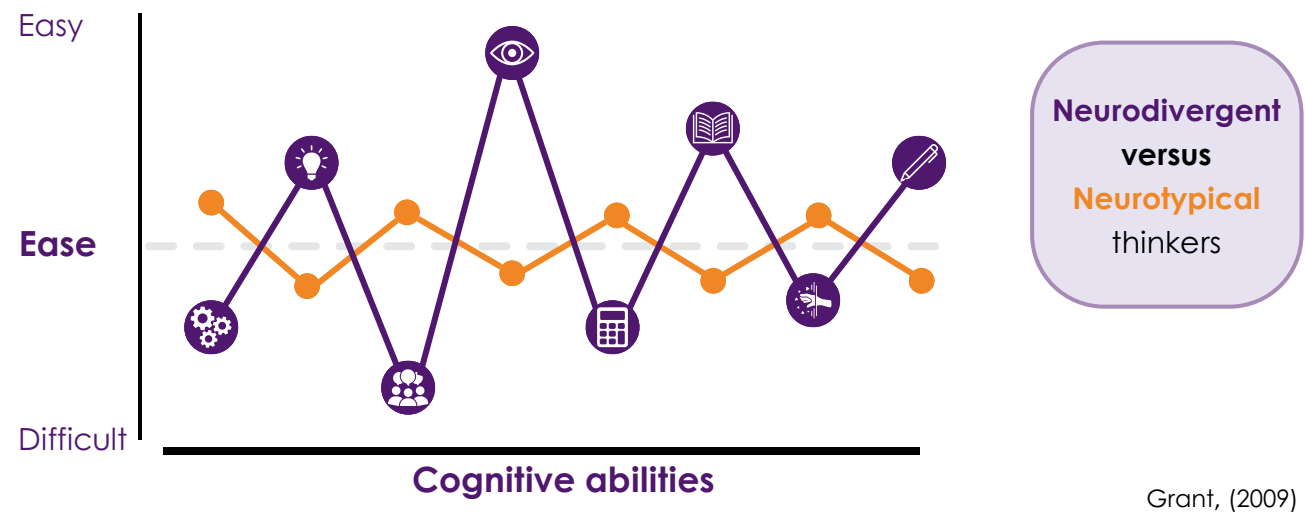 Easy
Ease
Difficult
Cognitive abilities
Neurodivergent
versus
Neurotypical
thinkers
Grant, (2009)